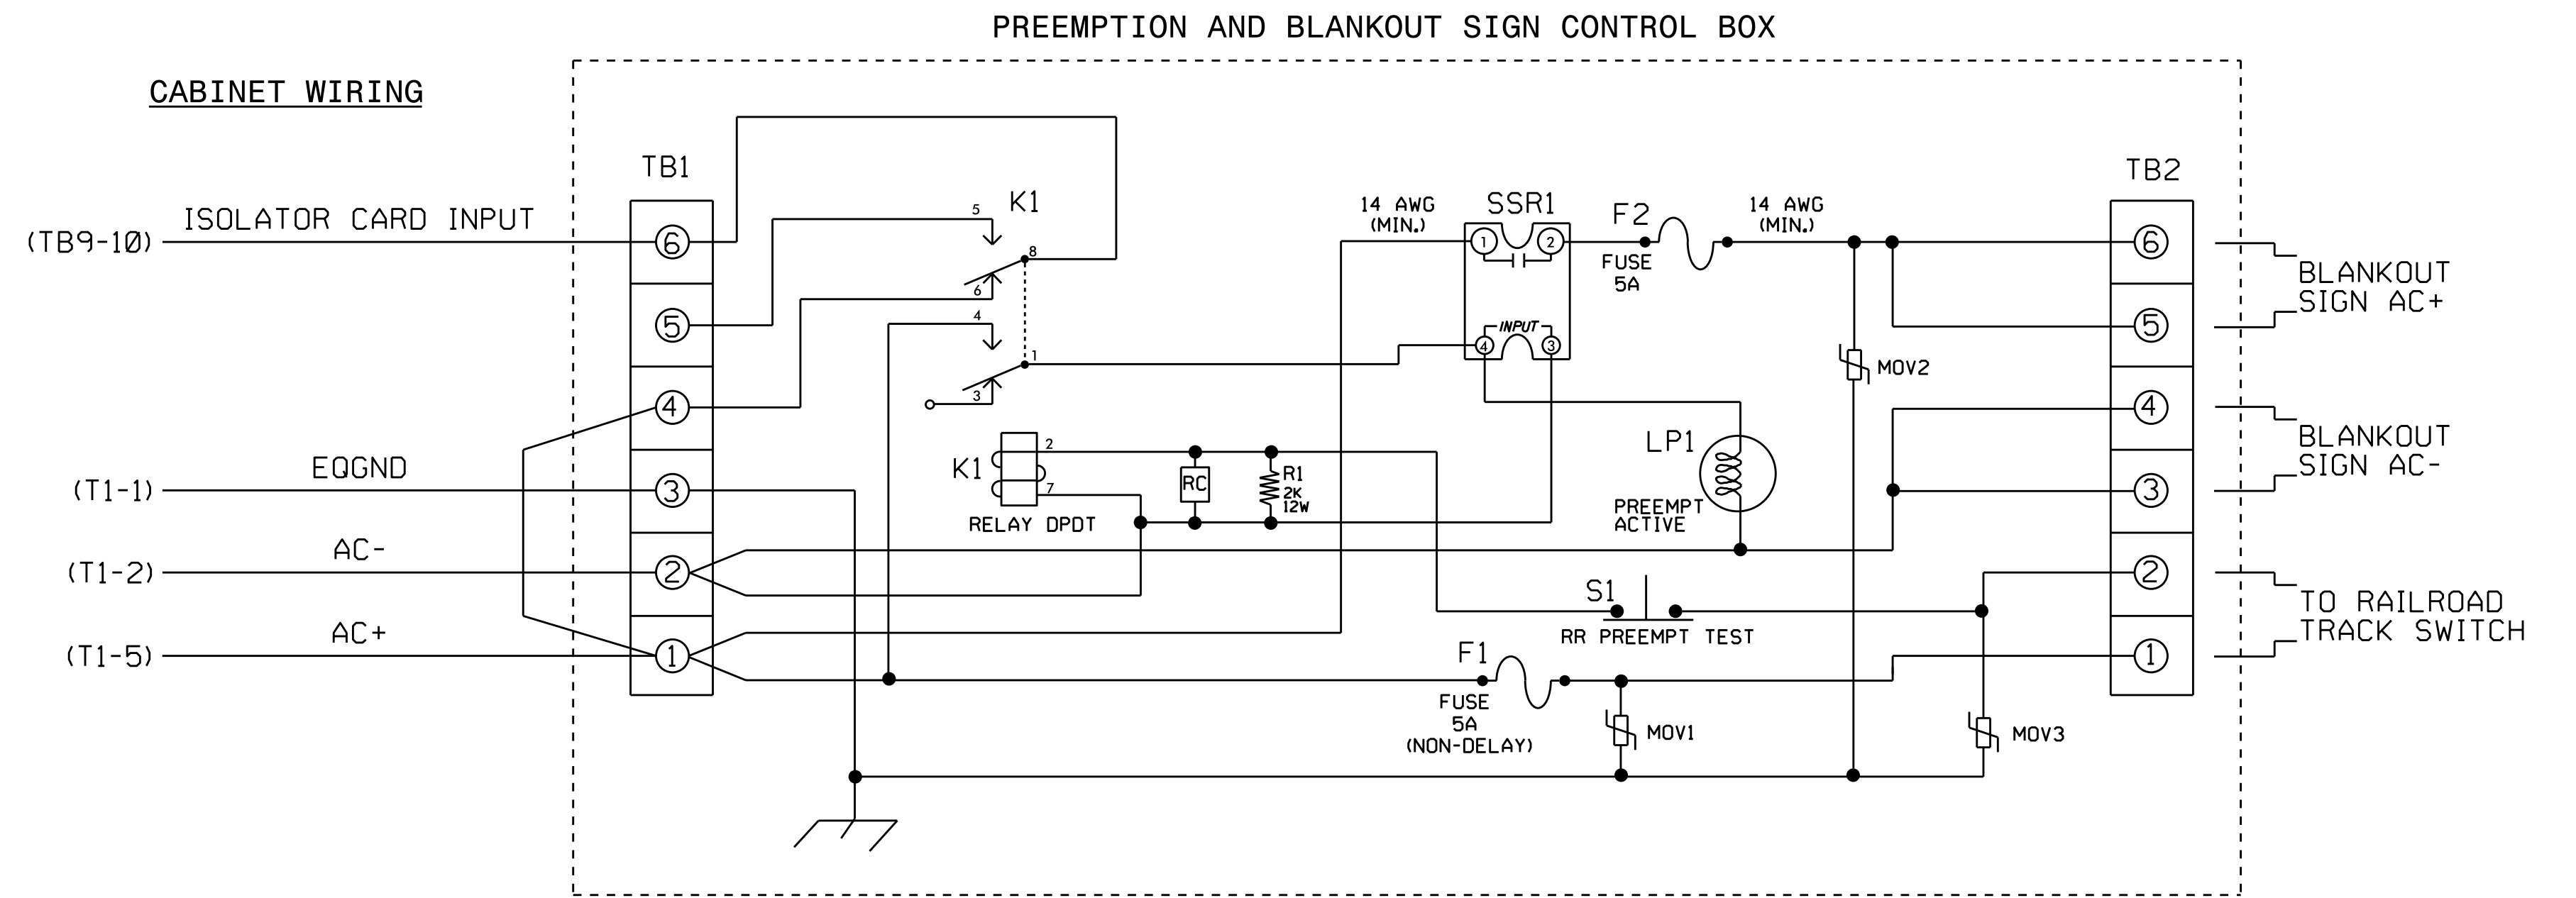 PREEMPTION AND BLANKOUT SIGN CONTROL BOX
CABINET WIRING
TB1
TB2
(TB9-10)
ISOLATOR CARD INPUT
(T1-1)
EQGND
(T1-2)
AC-
(T1-5)
AC+
6
5
4
3
2
1
K1
5
8
6
4
1
3
K1
2
7
RELAY DPDT
RC
R1
2K
12W
14 AWG
(MIN.)
SSR1
1
2
INPUT
4
3
F2
FUSE
5A
14 AWG
(MIN.)
MOV2
LP1
PREEMPT
ACTIVE
S1
RR PREEMPT TEST
F1
FUSE
5A
(NON-DELAY)
MOV1
MOV3
6
5
4
3
2
1
BLANKOUT
SIGN AC+
BLANKOUT
SIGN AC-
TO RAILROAD
TRACK SWITCH